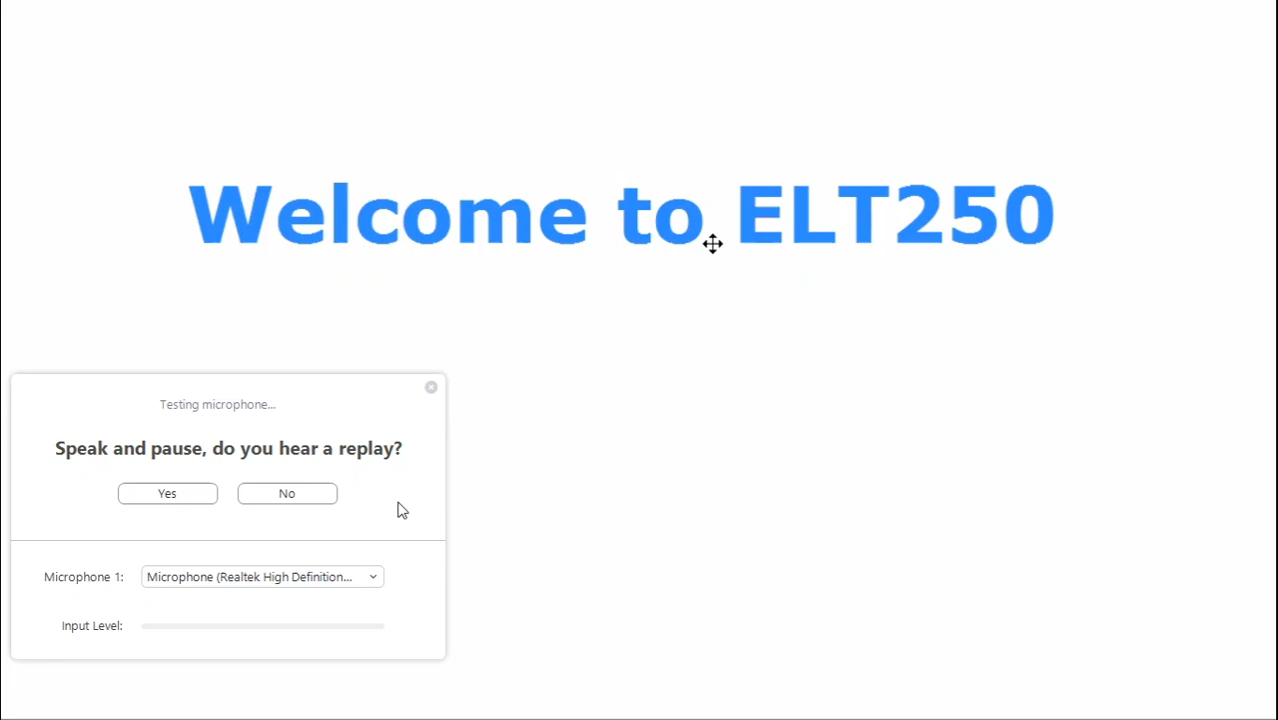 Welcome to ELT250
Testing microphone...
Speak and pause, do you hear a replay?
Yes No
Microphone 1: Microphone (Realtek High Definition...
Input Level: